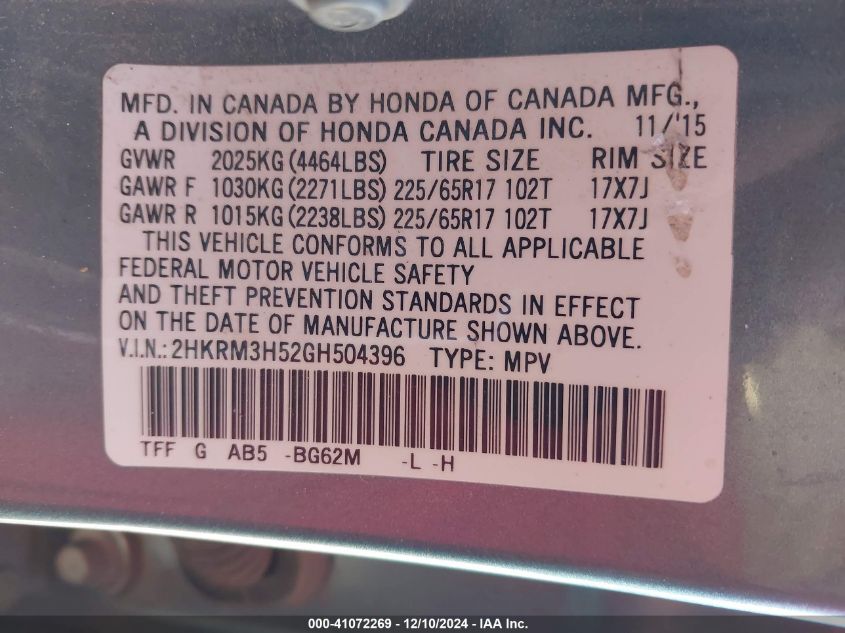 MFD. IN CANADA BY HONDA OF CANADA MFG.,
A DIVISION OF HONDA CANADA INC. 11/'15
GVWR 2025KG (4464LBS) TIRE SIZE RIM SIZE
GAWR F 1030KG (2271LBS) 225/65R17 102T 17X7J
GAWR R 1015KG (2238LBS) 225/65R17 102T 17X7J
THIS VEHICLE CONFORMS TO ALL APPLICABLE
FEDERAL MOTOR VEHICLE SAFETY
AND THEFT PREVENTION STANDARDS IN EFFECT
ON THE DATE OF MANUFACTURE SHOWN ABOVE.
V.I.N.: 2HKRM3H52GH504396 TYPE: MPV
TFF G AB5 -BG62M -L -H
000-41072269 - 12/10/2024 - IAA Inc.